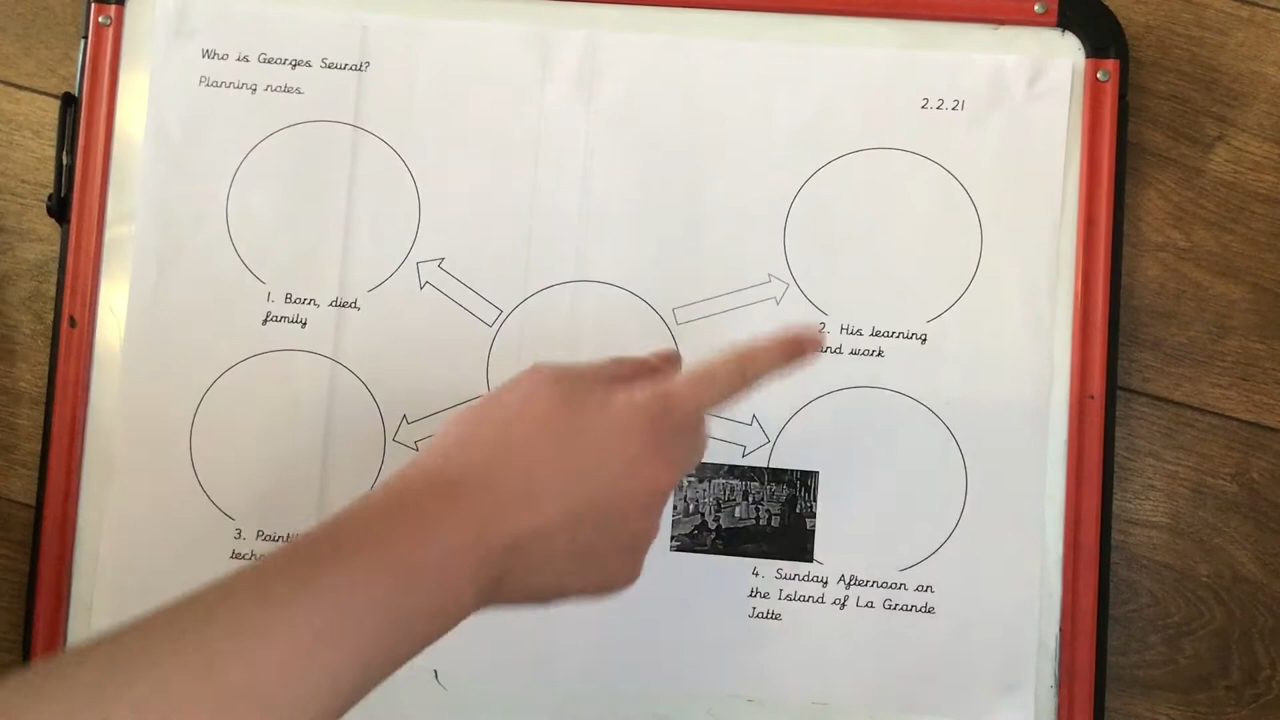 Who is Georges Seurat?
Planning notes
2.2.21
1. Born, died,
family
2. His learning
and work
3.
4. Sunday Afternoon on
the Island of La Grande
Jatte